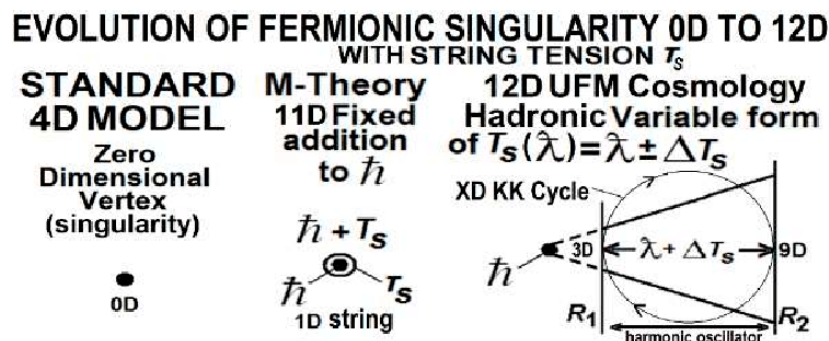 EVOLUTION OF FERMIONIC SINGULARITY 0D TO 12D
WITH STRING TENSION Ts
STANDARD
4D MODEL
Zero
Dimensional
Vertex
(singularity)
0D
M-Theory
11D Fixed
addition
to ħ
ħ + Ts
ħ
Ts
1D string
12D UFM Cosmology
Hadronic Variable form
of Ts(ƛ)=ƛ±ΔTs
XD KK Cycle
ħ
3D
ƛ+ΔTs
9D
R1
R2
harmonic oscillator